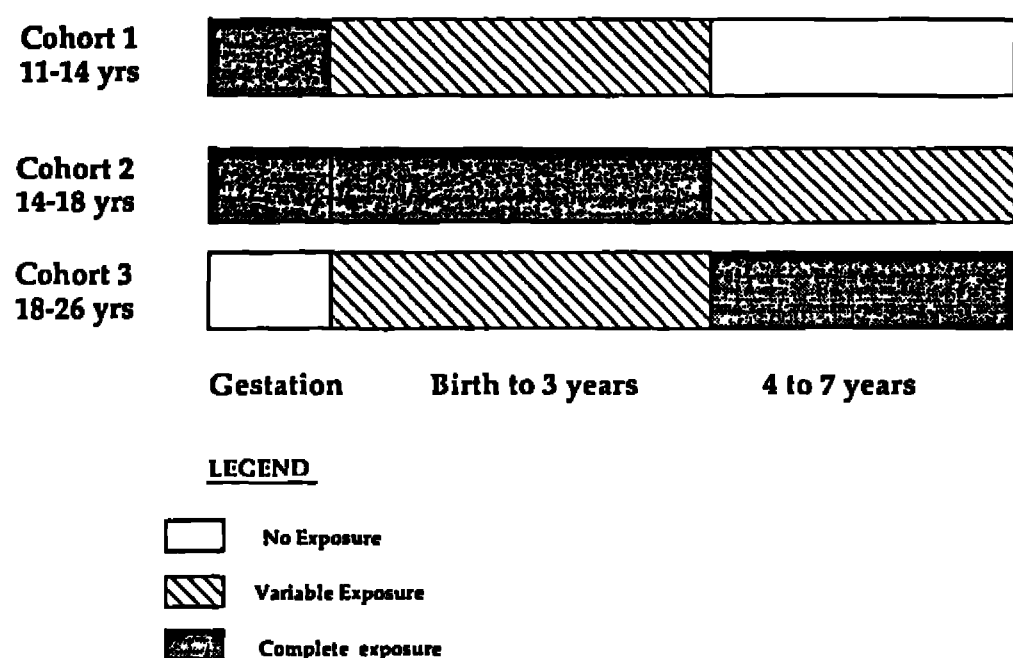 Cohort 1
11-14 yrs
Cohort 2
14-18 yrs
Cohort 3
18-26 yrs
Gestation Birth to 3 years 4 to 7 years
LEGEND
No Exposure
Variable Exposure
Complete exposure